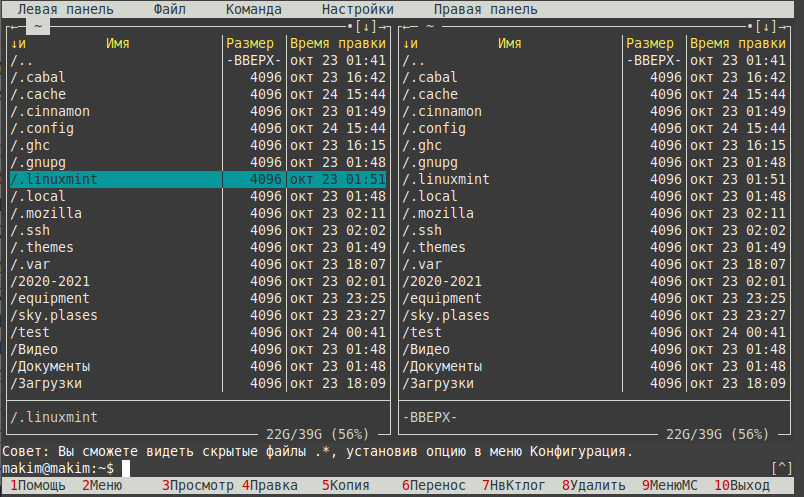 Левая панель Файл Команда Настройки Правая панель
←~ •[↓]→ ←~ •[↓]→
↓и Имя Размер Время правки ↓и Имя Размер Время правки
/.. -ВВЕРХ- окт 23 01:41 /.. -ВВЕРХ- окт 23 01:41
/.cabal 4096 окт 23 16:42 /.cabal 4096 окт 23 16:42
/.cache 4096 окт 24 15:44 /.cache 4096 окт 24 15:44
/.cinnamon 4096 окт 23 01:49 /.cinnamon 4096 окт 23 01:49
/.config 4096 окт 24 15:44 /.config 4096 окт 24 15:44
/.ghc 4096 окт 23 16:15 /.ghc 4096 окт 23 16:15
/.gnupg 4096 окт 23 01:48 /.gnupg 4096 окт 23 01:48
/.linuxmint 4096 окт 23 01:51 /.linuxmint 4096 окт 23 01:51
/.local 4096 окт 23 01:48 /.local 4096 окт 23 01:48
/.mozilla 4096 окт 23 02:11 /.mozilla 4096 окт 23 02:11
/.ssh 4096 окт 23 02:02 /.ssh 4096 окт 23 02:02
/.themes 4096 окт 23 01:49 /.themes 4096 окт 23 01:49
/.var 4096 окт 23 18:07 /.var 4096 окт 23 18:07
/2020-2021 4096 окт 23 02:01 /2020-2021 4096 окт 23 02:01
/equipment 4096 окт 23 23:25 /equipment 4096 окт 23 23:25
/sky.plases 4096 окт 23 23:27 /sky.plases 4096 окт 23 23:27
/test 4096 окт 24 00:41 /test 4096 окт 24 00:41
/Видео 4096 окт 23 01:48 /Видео 4096 окт 23 01:48
/Документы 4096 окт 23 01:48 /Документы 4096 окт 23 01:48
/Загрузки 4096 окт 23 18:09 /Загрузки 4096 окт 23 18:09
/.linuxmint -ВВЕРХ-
22G/39G (56%) 22G/39G (56%)
Совет: Вы сможете видеть скрытые файлы .*, установив опцию в меню Конфигурация.
makim@makim:~$ [^]
1Помощь 2Меню 3Просмотр 4Правка 5Копия 6Перенос 7НвКтлог 8Удалить 9МенюMC 10Выход